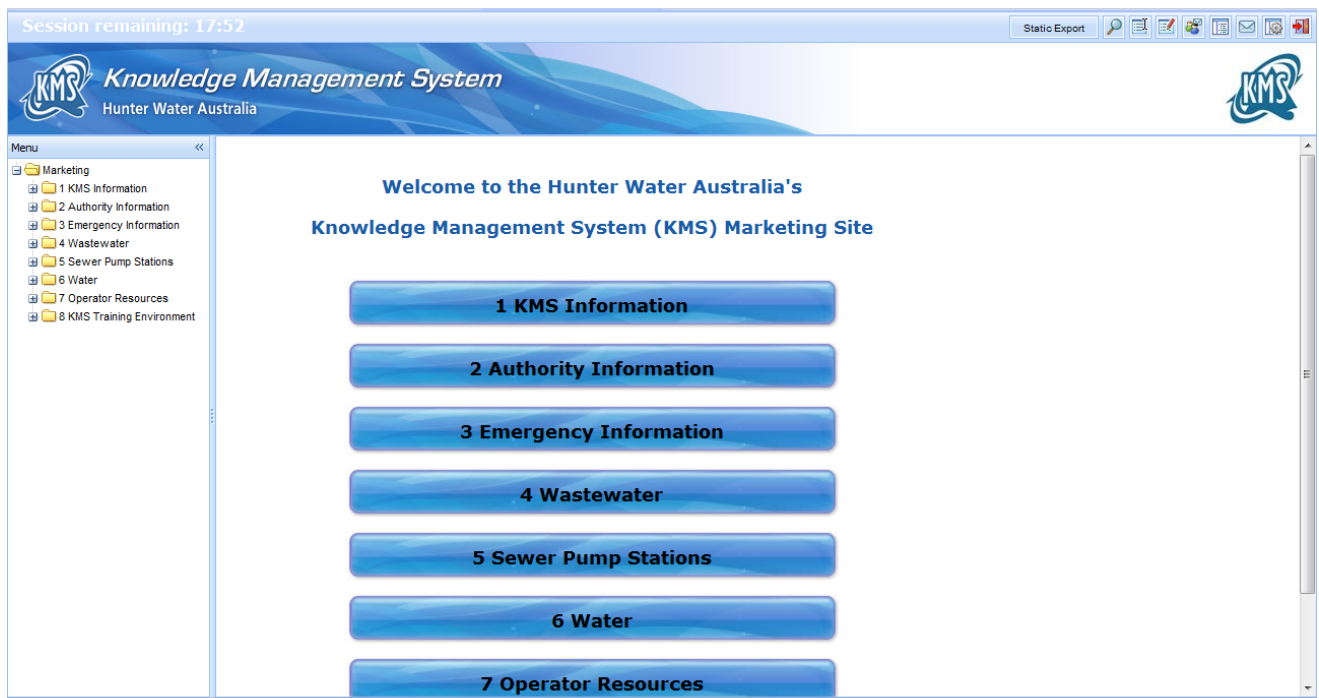 Session remaining: 17:52
Static Export
KMS
Knowledge Management System
Hunter Water Australia
KMS
Menu
Marketing
1 KMS Information
2 Authority Information
3 Emergency Information
4 Wastewater
5 Sewer Pump Stations
6 Water
7 Operator Resources
8 KMS Training Environment
Welcome to the Hunter Water Australia's
Knowledge Management System (KMS) Marketing Site
1 KMS Information
2 Authority Information
3 Emergency Information
4 Wastewater
5 Sewer Pump Stations
6 Water
7 Operator Resources